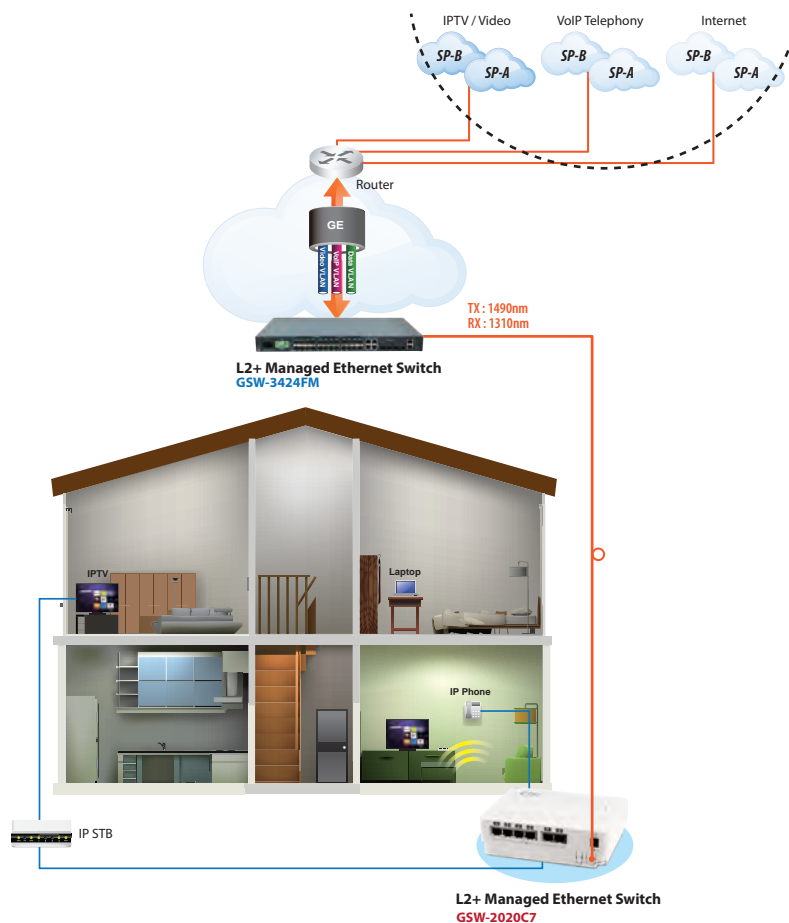 IPTV / Video
VoIP Telephony
Internet
SP-B
SP-A
SP-B
SP-A
SP-B
SP-A
Router
GE
Video VLAN
VoIP VLAN
Data VLAN
TX : 1490nm
RX : 1310nm
L2+ Managed Ethernet Switch
GSW-3424FM
IPTV
Laptop
IP Phone
IP STB
L2+ Managed Ethernet Switch
GSW-2020C7